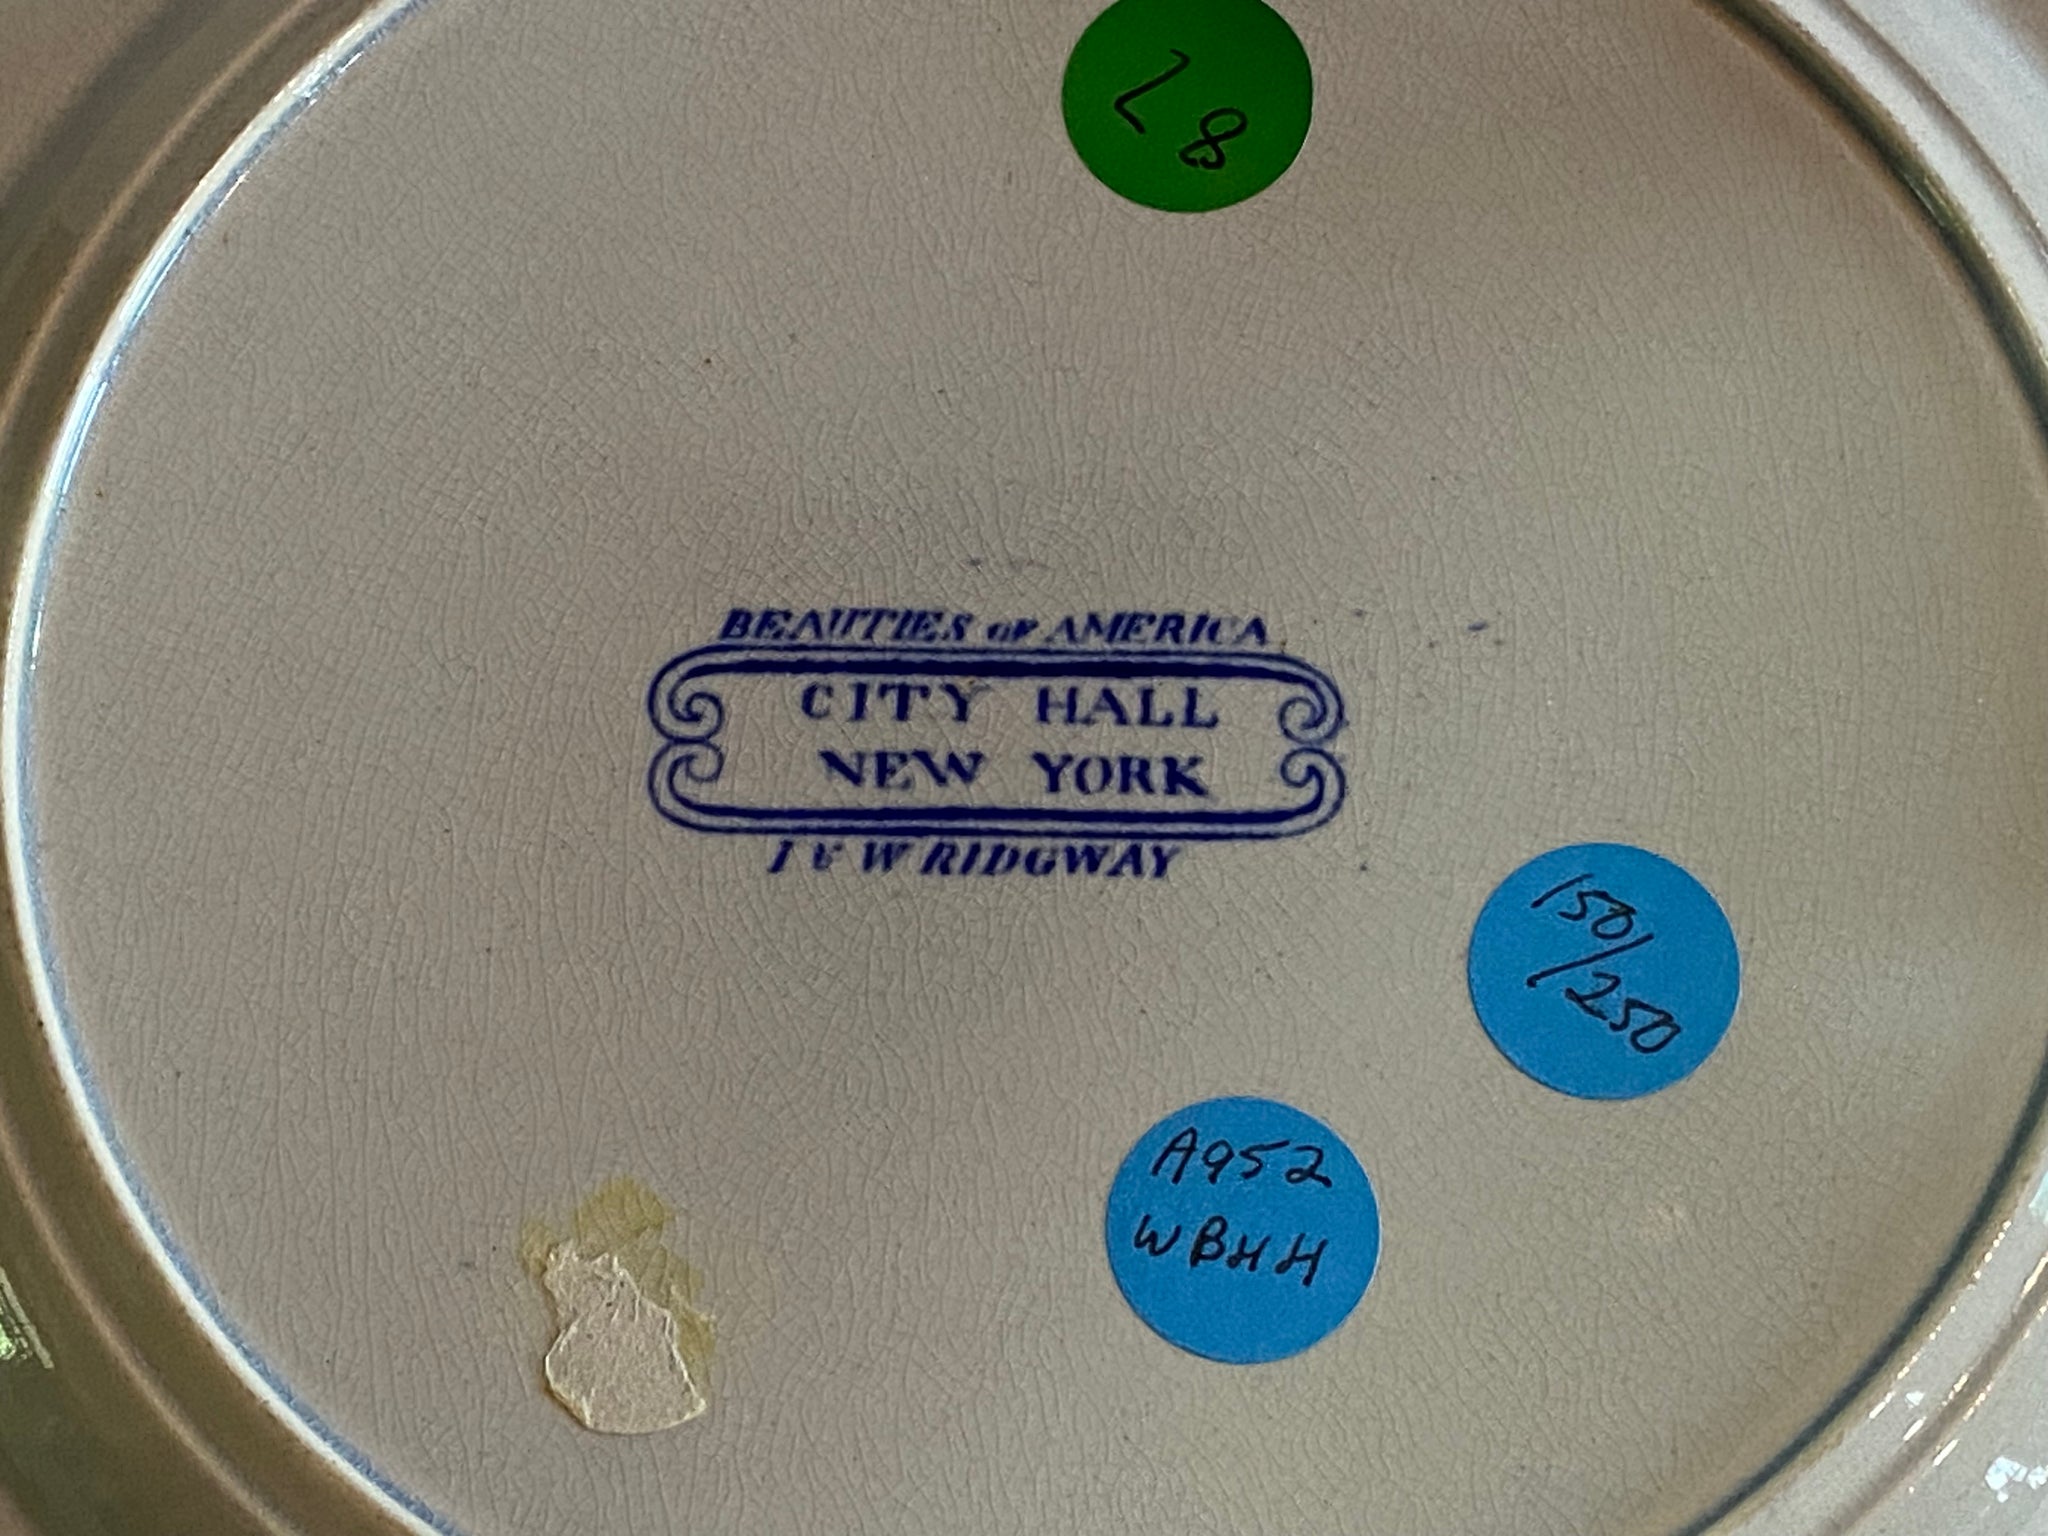 L8
BEAUTIES OF AMERICA
CITY HALL
NEW YORK
I & W RIDGWAY
150/250
A952
WBHH